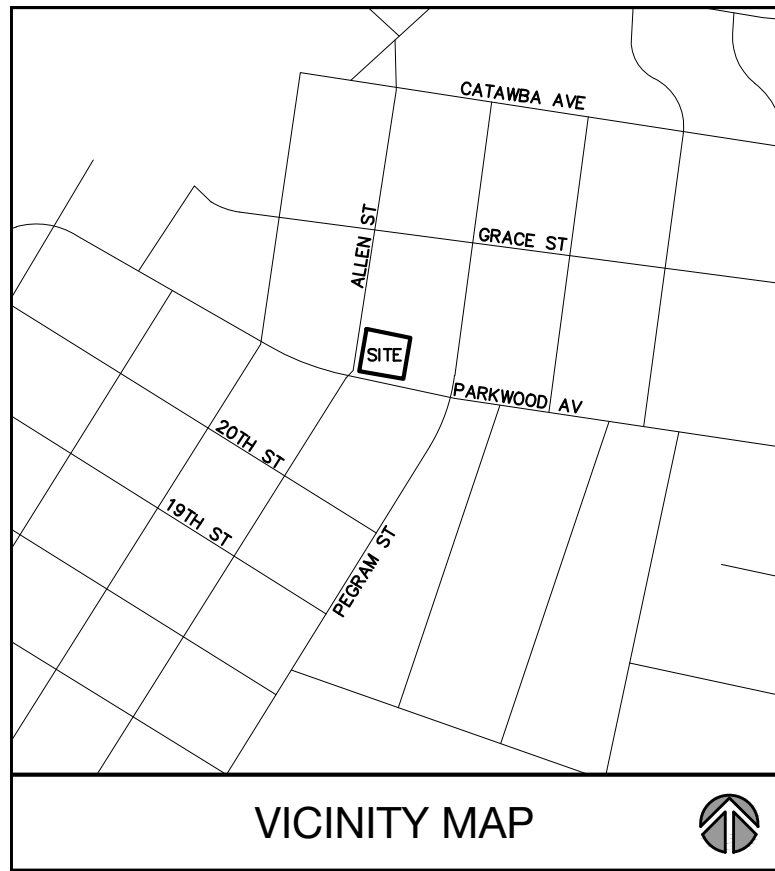 CATAWBA AVE
ALLEN ST
GRACE ST
SITE
PARKWOOD AV
20TH ST
19TH ST
PEGRAM ST
VICINITY MAP